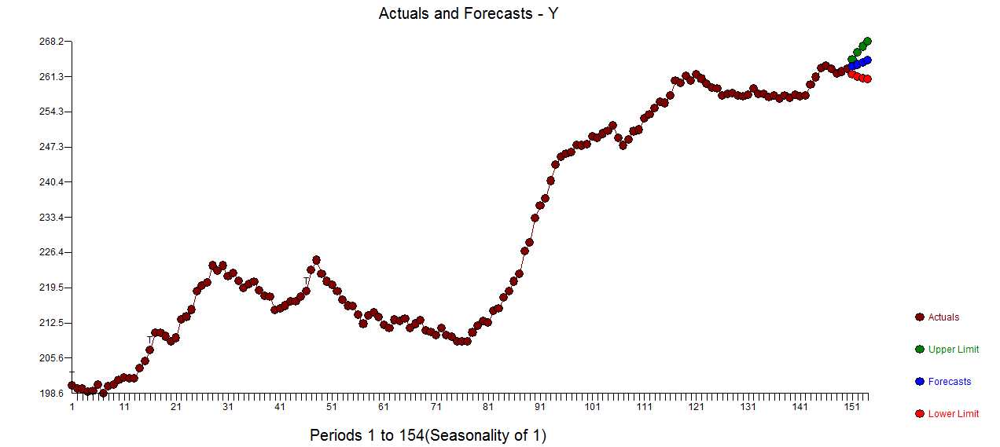 Actuals and Forecasts - Y
268.2
261.3
254.3
247.3
240.4
233.4
226.4
219.5
212.5
205.6
198.6
T
T
T
1 11 21 31 41 51 61 71 81 91 101 111 121 131 141 151
Periods 1 to 154(Seasonality of 1)
Actuals
Upper Limit
Forecasts
Lower Limit